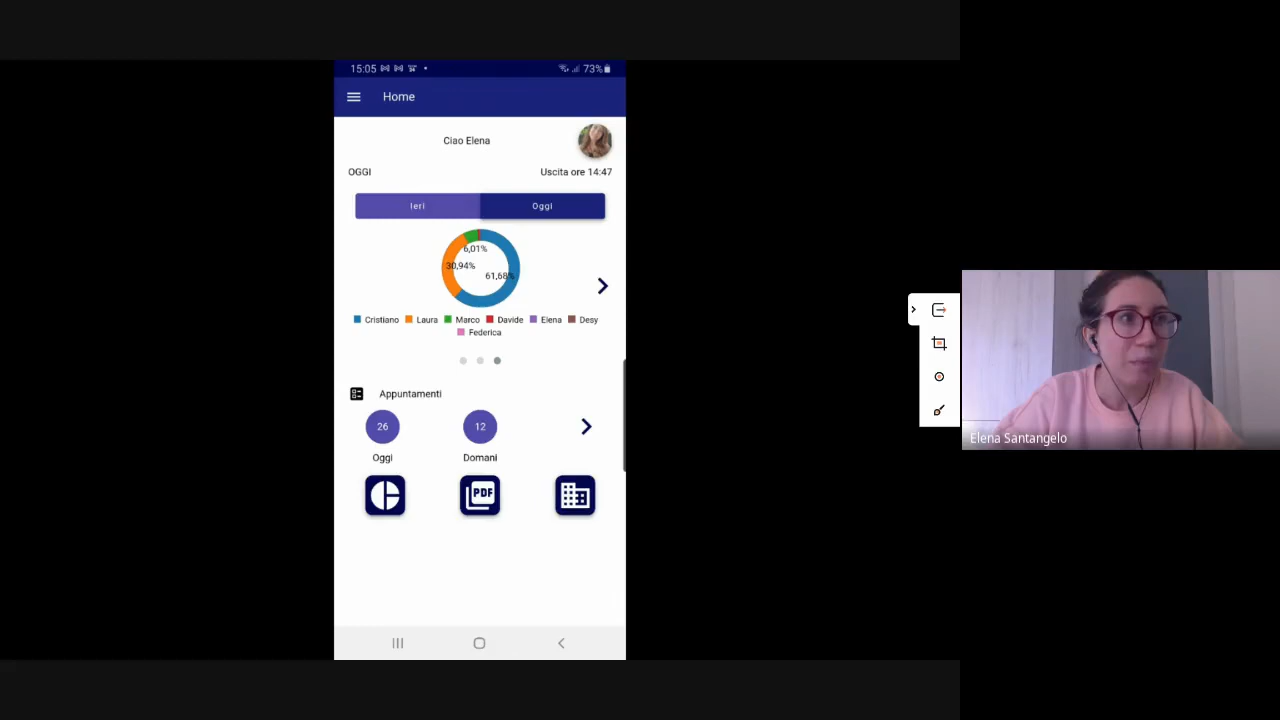 15:05
73%
Home
Ciao Elena
OGGI
Uscita ore 14:47
Ieri
Oggi
6,01%
30,94%
61,68%
Cristiano
Laura
Marco
Davide
Elena
Desy
Federica
Appuntamenti
26
12
Oggi
Domani
PDF
Elena Santangelo